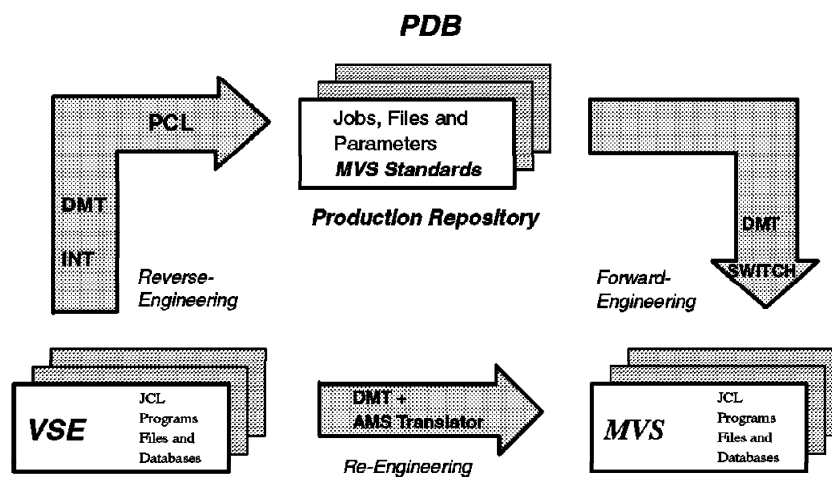 PDB
PCL
Jobs, Files and
Parameters
MVS Standards
Production Repository
DMT
INT
Reverse-
Engineering
Forward-
Engineering
DMT
SWITCH
VSE
JCL
Programs
Files and
Databases
DMT +
AMS Translator
Re-Engineering
MVS
JCL
Programs
Files and
Databases